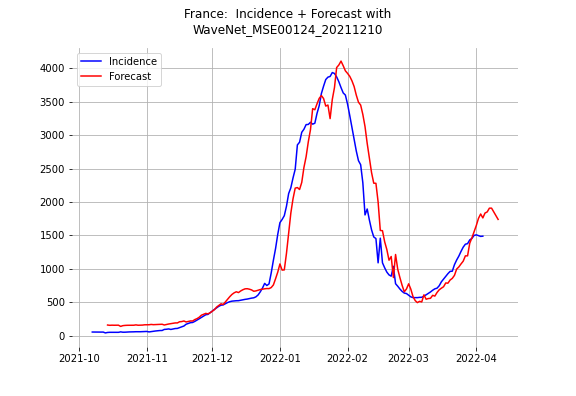 France:  Incidence + Forecast with
WaveNet_MSE00124_20211210
Incidence
Forecast
4000
3500
3000
2500
2000
1500
1000
500
0
2021-10 2021-11 2021-12 2022-01 2022-02 2022-03 2022-04